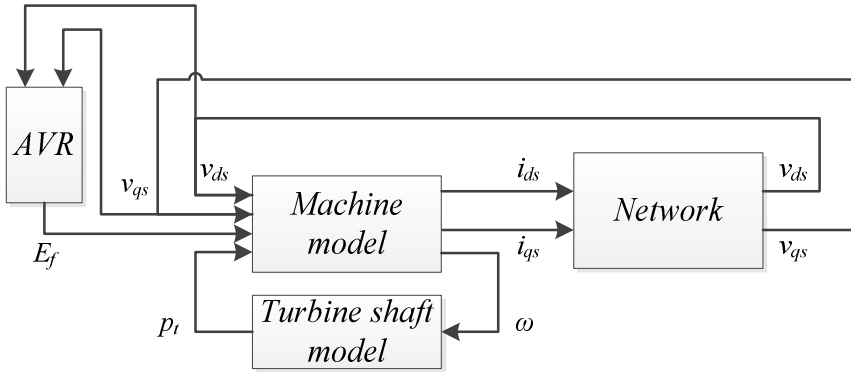 AVR
v_qs
v_ds
Machine
model
i_ds
i_qs
Network
v_ds
v_qs
E_f
p_t
Turbine shaft
model
ω